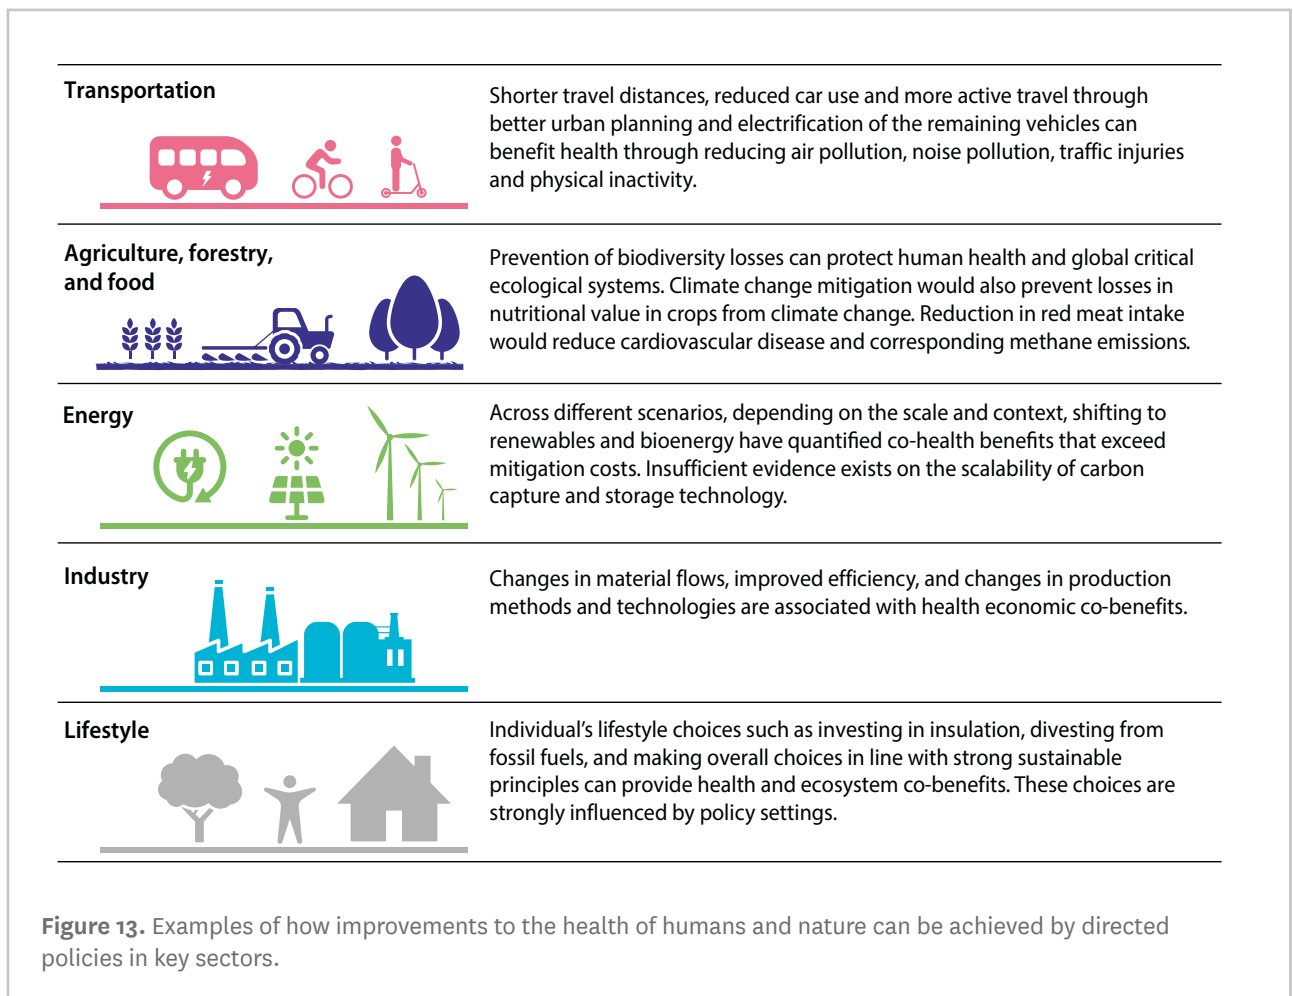 Transportation
Shorter travel distances, reduced car use and more active travel through
better urban planning and electrification of the remaining vehicles can
benefit health through reducing air pollution, noise pollution, traffic injuries
and physical inactivity.
Agriculture, forestry,
and food
Prevention of biodiversity losses can protect human health and global critical
ecological systems. Climate change mitigation would also prevent losses in
nutritional value in crops from climate change. Reduction in red meat intake
would reduce cardiovascular disease and corresponding methane emissions.
Energy
Across different scenarios, depending on the scale and context, shifting to
renewables and bioenergy have quantified co-health benefits that exceed
mitigation costs. Insufficient evidence exists on the scalability of carbon
capture and storage technology.
Industry
Changes in material flows, improved efficiency, and changes in production
methods and technologies are associated with health economic co-benefits.
Lifestyle
Individual’s lifestyle choices such as investing in insulation, divesting from
fossil fuels, and making overall choices in line with strong sustainable
principles can provide health and ecosystem co-benefits. These choices are
strongly influenced by policy settings.
Figure 13. Examples of how improvements to the health of humans and nature can be achieved by directed
policies in key sectors.